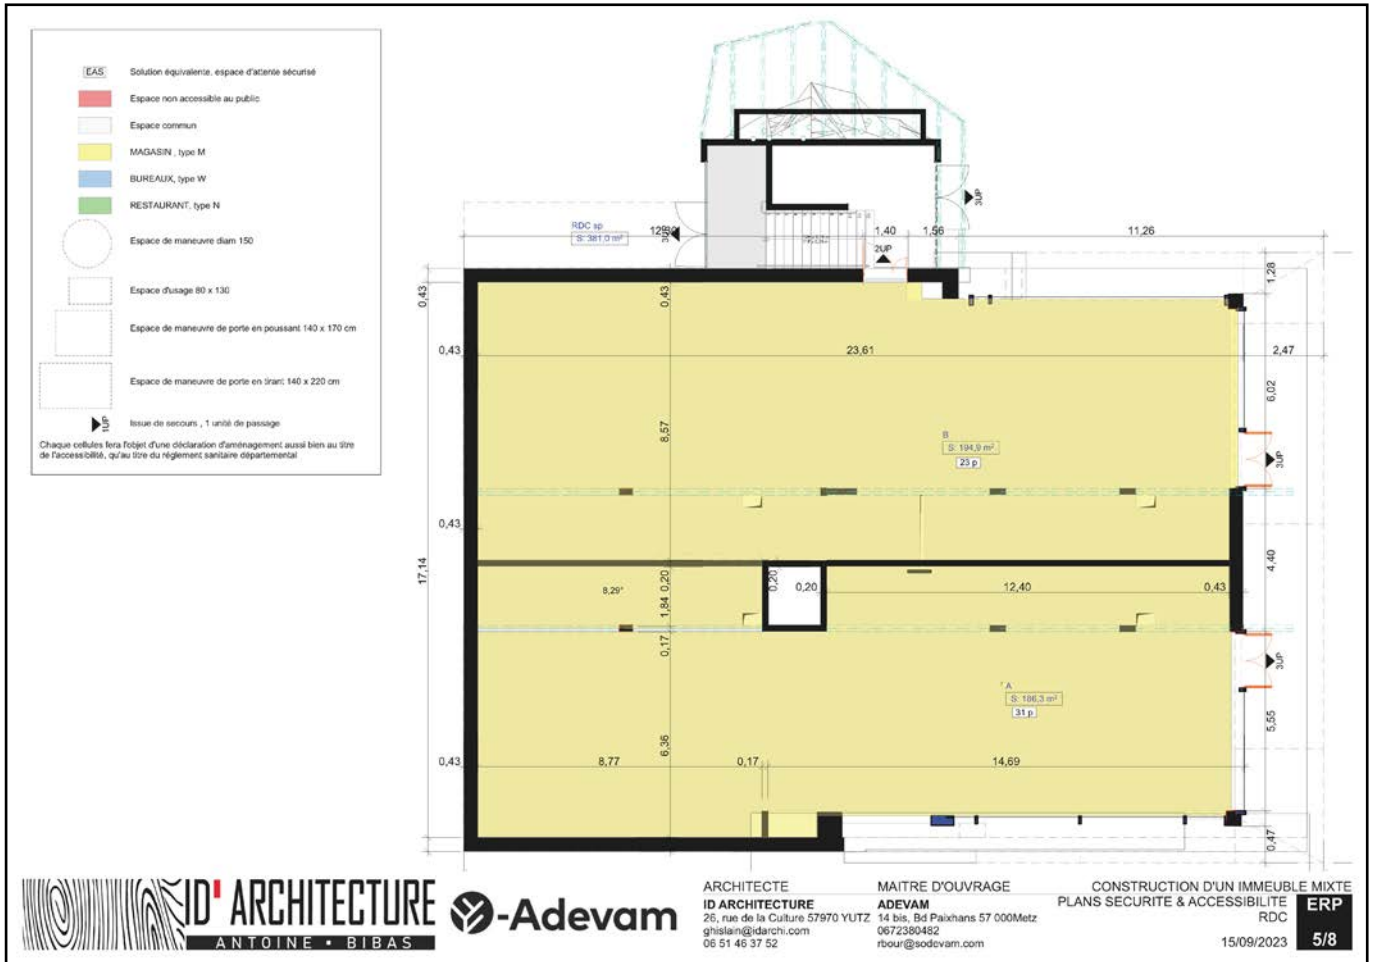 EAS Solution équivalente, espace d'attente sécurisé
Espace non accessible au public
Espace commun
MAGASIN , type M
BUREAUX, type W
RESTAURANT, type N
Espace de maneuvre diam 150
Espace d'usage 80 x 130
Espace de maneuvre de porte en poussant 140 x 170 cm
Espace de maneuvre de porte en tirant 140 x 220 cm
1UP Issue de secours , 1 unité de passage
Chaque cellules fera l'objet d'une déclaration d'aménagement aussi bien au titre
de l'accessibilité, qu'au titre du réglement sanitaire départemental
RDC sp
S: 381,0 m²
3UP
3UP
1,40
1,56
11,26
2UP
1,28
0,43
0,43
0,43
23,61
2,47
6,02
8,57
B
S: 194,9 m²
23 p
3UP
0,43
17,14
4,40
8,29"
0,20
1,84
0,20
0,20
12,40
0,43
0,17
3UP
A
S: 186,3 m²
31 p
5,55
6,36
0,43
8,77
0,17
14,69
0,47
ID' ARCHITECTURE
ANTOINE • BIBAS
-Adevam
ARCHITECTE
ID ARCHITECTURE
26, rue de la Culture 57970 YUTZ
ghislain@idarchi.com
06 51 46 37 52
MAITRE D'OUVRAGE
ADEVAM
14 bis, Bd Paixhans 57 000Metz
0672380482
rbour@sodevam.com
CONSTRUCTION D'UN IMMEUBLE MIXTE
PLANS SECURITE & ACCESSIBILITE
RDC
15/09/2023
ERP
5/8